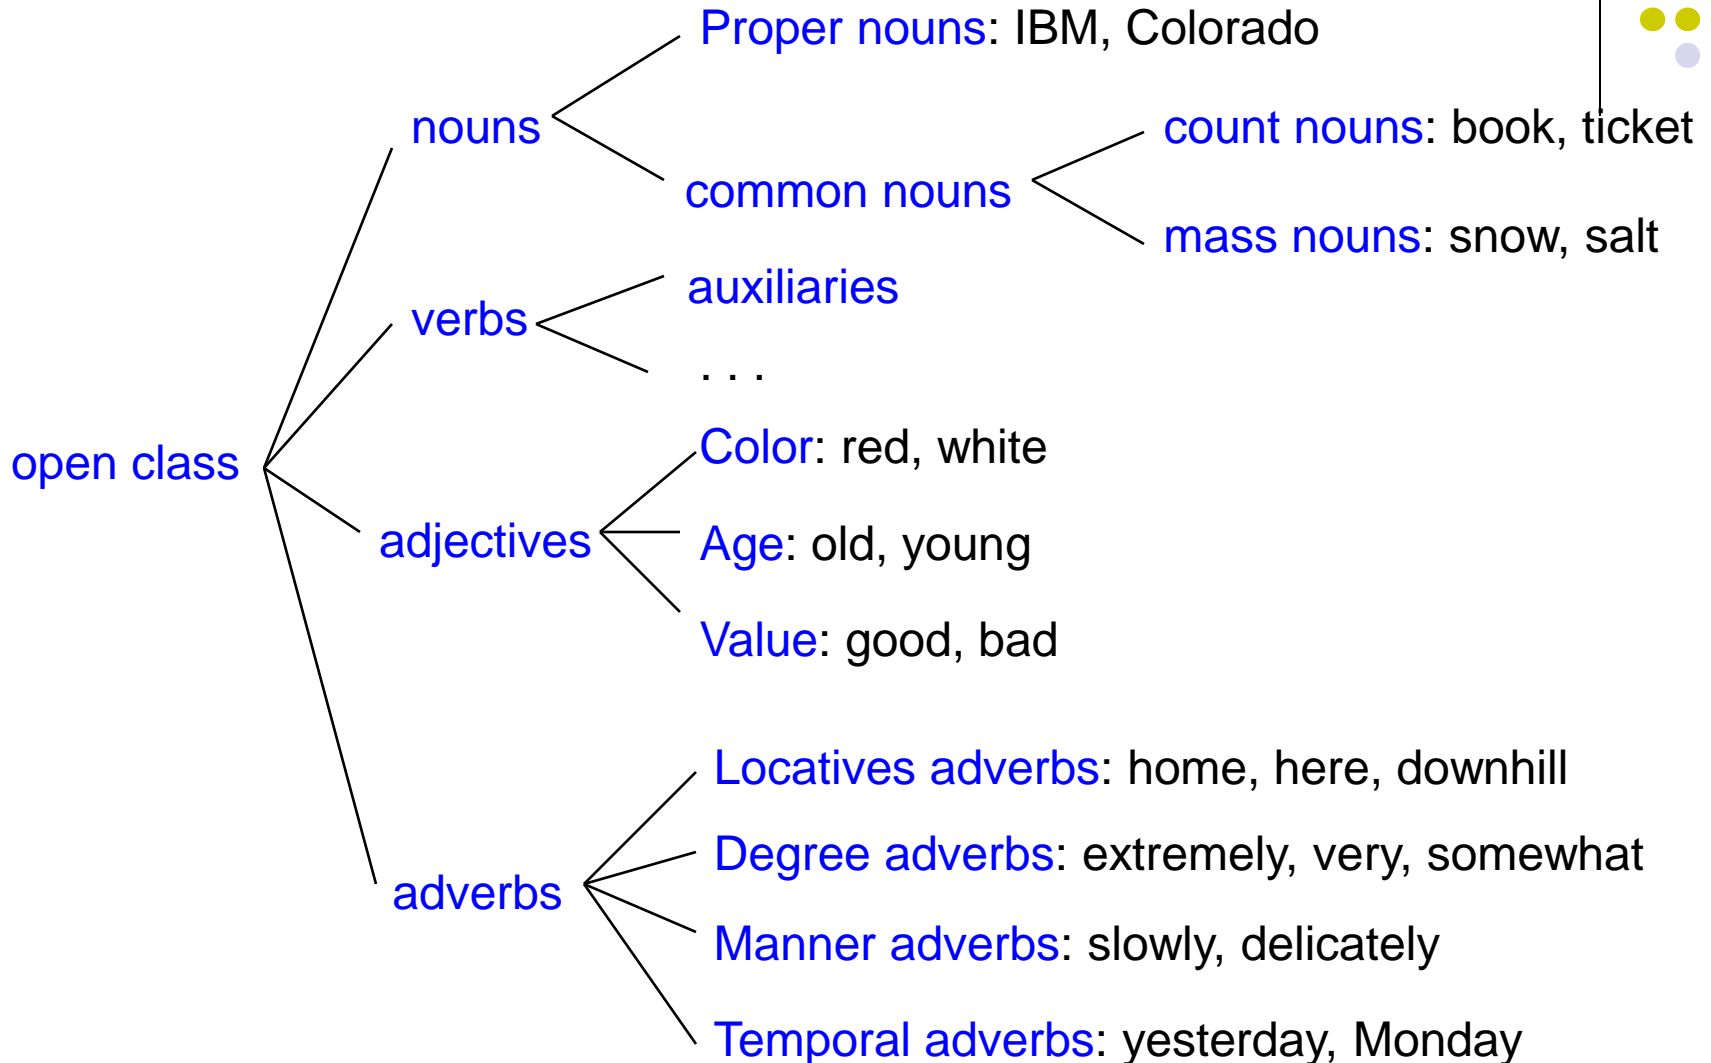 Proper nouns: IBM, Colorado
nouns
count nouns: book, ticket
common nouns
mass nouns: snow, salt
auxiliaries
verbs
. . .
Color: red, white
open class
adjectives
Age: old, young
Value: good, bad
Locatives adverbs: home, here, downhill
Degree adverbs: extremely, very, somewhat
adverbs
Manner adverbs: slowly, delicately
Temporal adverbs: yesterday, Monday